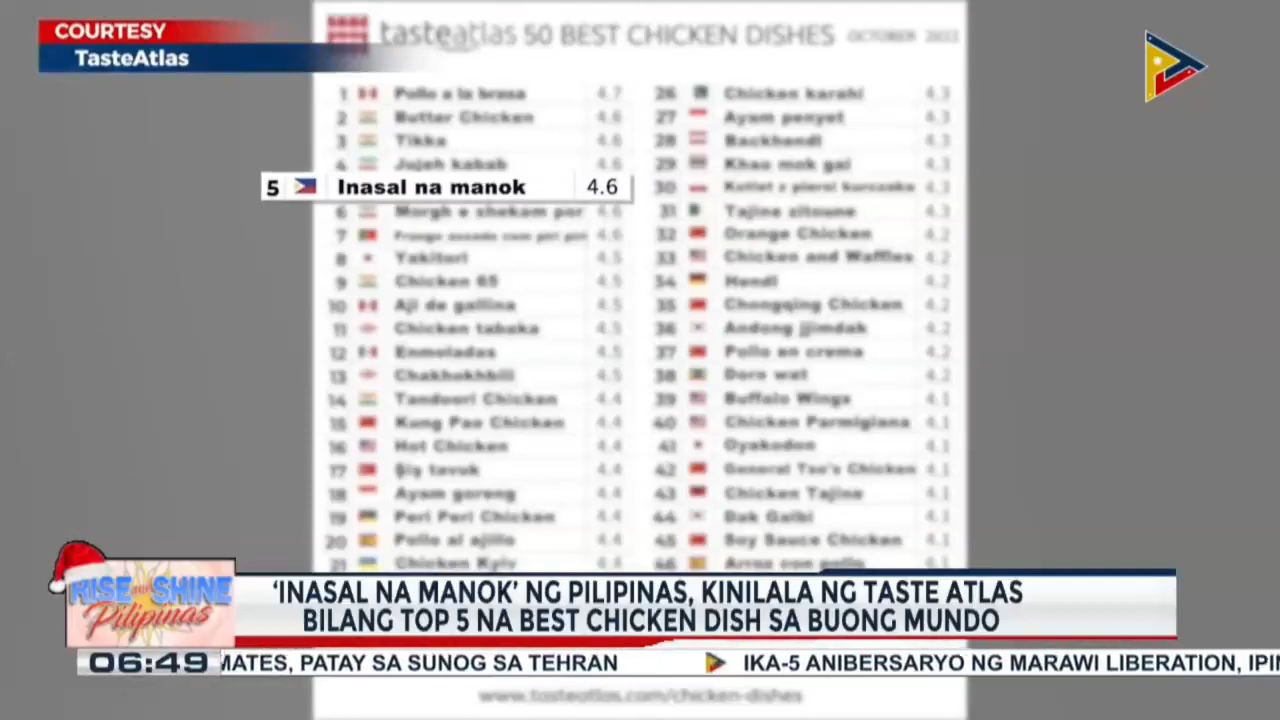 COURTESY
TasteAtlas
tasteatlas 50 BEST CHICKEN DISHES OCTOBER 2022
1 Pollo a la brasa 4.7
2 Butter Chicken 4.6
3 Tikka 4.6
4 Jujeh kabab 4.6
5 Inasal na manok 4.6
6 Morgh e shekam por 4.6
7 4.6
8 Yakitori 4.5
9 Chicken 65 4.5
10 Aji de gallina 4.5
11 Chicken tabaka 4.5
12 Enmoladas 4.5
13 Chakhokhbili 4.5
14 Tandoori Chicken 4.4
15 Kung Pao Chicken 4.4
16 Hot Chicken 4.4
17 Şiş tavuk 4.4
18 Ayam goreng 4.4
19 Peri Peri Chicken 4.4
20 Pollo al ajillo 4.4
21 Chicken Kyiv
26 Chicken karahi 4.3
27 Ayam penyet 4.3
28 Backhendl 4.3
29 Khao mok gai 4.3
30 4.3
31 Tajine zitoune 4.3
32 Orange Chicken 4.2
33 Chicken and Waffles 4.2
34 Hendl 4.2
35 Chongqing Chicken 4.2
36 Andong jjimdak 4.2
37 Pollo en crema 4.2
38 Doro wat 4.2
39 Buffalo Wings 4.1
40 Chicken Parmigiana 4.1
41 Oyakodon 4.1
42 General Tso's Chicken 4.1
43 Chicken Tajine 4.1
44 Dak Galbi 4.1
45 Soy Sauce Chicken 4.1
46 Arroz con pollo
RISE AND SHINE
Pilipinas
'INASAL NA MANOK' NG PILIPINAS, KINILALA NG TASTE ATLAS
BILANG TOP 5 NA BEST CHICKEN DISH SA BUONG MUNDO
06:49
MATES, PATAY SA SUNOG SA TEHRAN IKA-5 ANIBERSARYO NG MARAWI LIBERATION, IPIN
www.tasteatlas.com/chicken-dishes